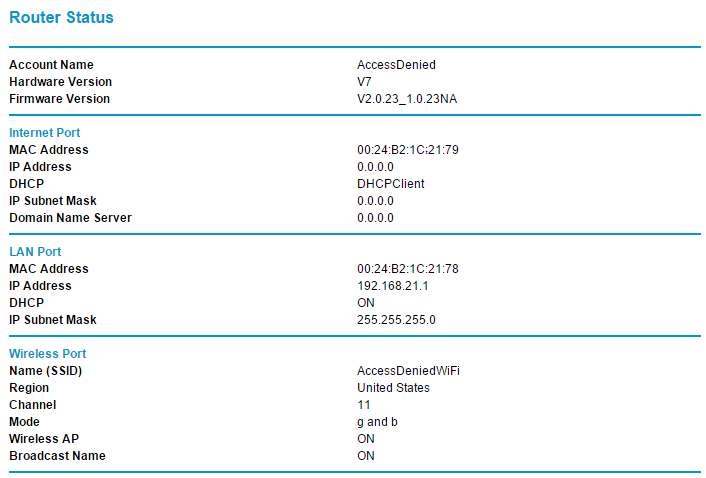 Router Status
Account Name AccessDenied
Hardware Version V7
Firmware Version V2.0.23_1.0.23NA
Internet Port
MAC Address 00:24:B2:1C:21:79
IP Address 0.0.0.0
DHCP DHCPClient
IP Subnet Mask 0.0.0.0
Domain Name Server 0.0.0.0
LAN Port
MAC Address 00:24:B2:1C:21:78
IP Address 192.168.21.1
DHCP ON
IP Subnet Mask 255.255.255.0
Wireless Port
Name (SSID) AccessDeniedWiFi
Region United States
Channel 11
Mode g and b
Wireless AP ON
Broadcast Name ON